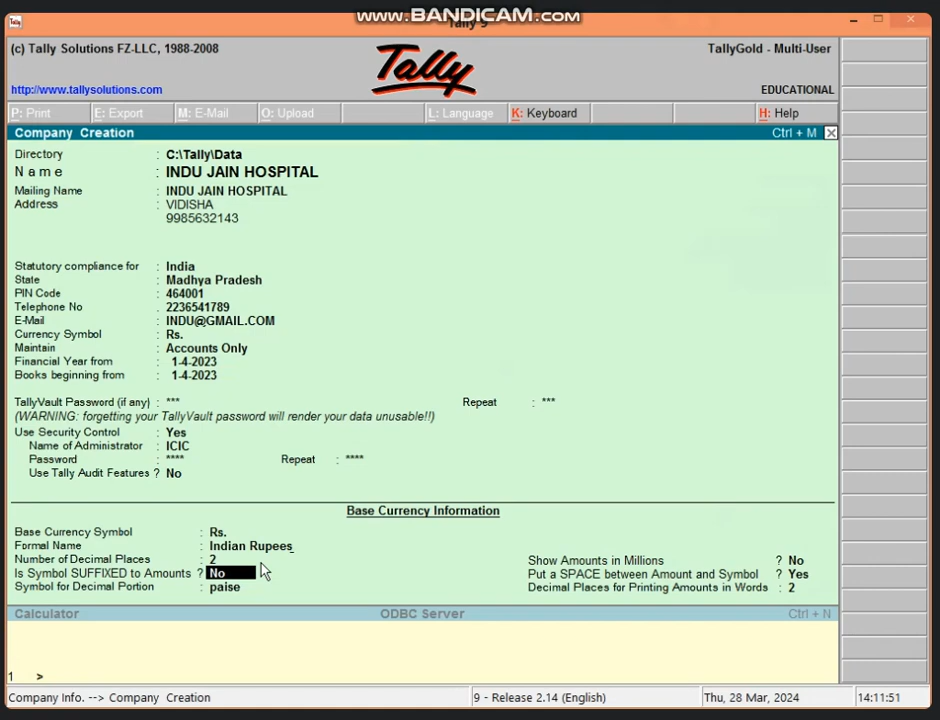 WWW.BANDICAM.COM
Tally 9
(c) Tally Solutions FZ-LLC, 1988-2008
Tally
TallyGold - Multi-User
http://www.tallysolutions.com
EDUCATIONAL
P: Print E: Export M: E-Mail O: Upload L: Language K: Keyboard H: Help
Company Creation Ctrl + M
Directory : C:\Tally\Data
Name : INDU JAIN HOSPITAL
Mailing Name : INDU JAIN HOSPITAL
Address : VIDISHA
9985632143
Statutory compliance for : India
State : Madhya Pradesh
PIN Code : 464001
Telephone No . 2236541789
E-Mail : INDU@GMAIL.COM
Currency Symbol : Rs.
Maintain : Accounts Only
Financial Year from : 1-4-2023
Books beginning from : 1-4-2023
TallyVault Password (if any) : *** Repeat : ***
(WARNING: forgetting your TallyVault password will render your data unusable!!)
Use Security Control : Yes
Name of Administrator : ICIC
Password : **** Repeat : ****
Use Tally Audit Features ? No
Base Currency Information
Base Currency Symbol : Rs.
Formal Name : Indian Rupees
Number of Decimal Places : 2 Show Amounts in Millions ? No
Is Symbol SUFFIXED to Amounts ? No Put a SPACE between Amount and Symbol ? Yes
Symbol for Decimal Portion : paise Decimal Places for Printing Amounts in Words : 2
Calculator ODBC Server Ctrl + N
1 >
Company Info. --> Company Creation 9 - Release 2.14 (English) Thu, 28 Mar, 2024 14:11:51